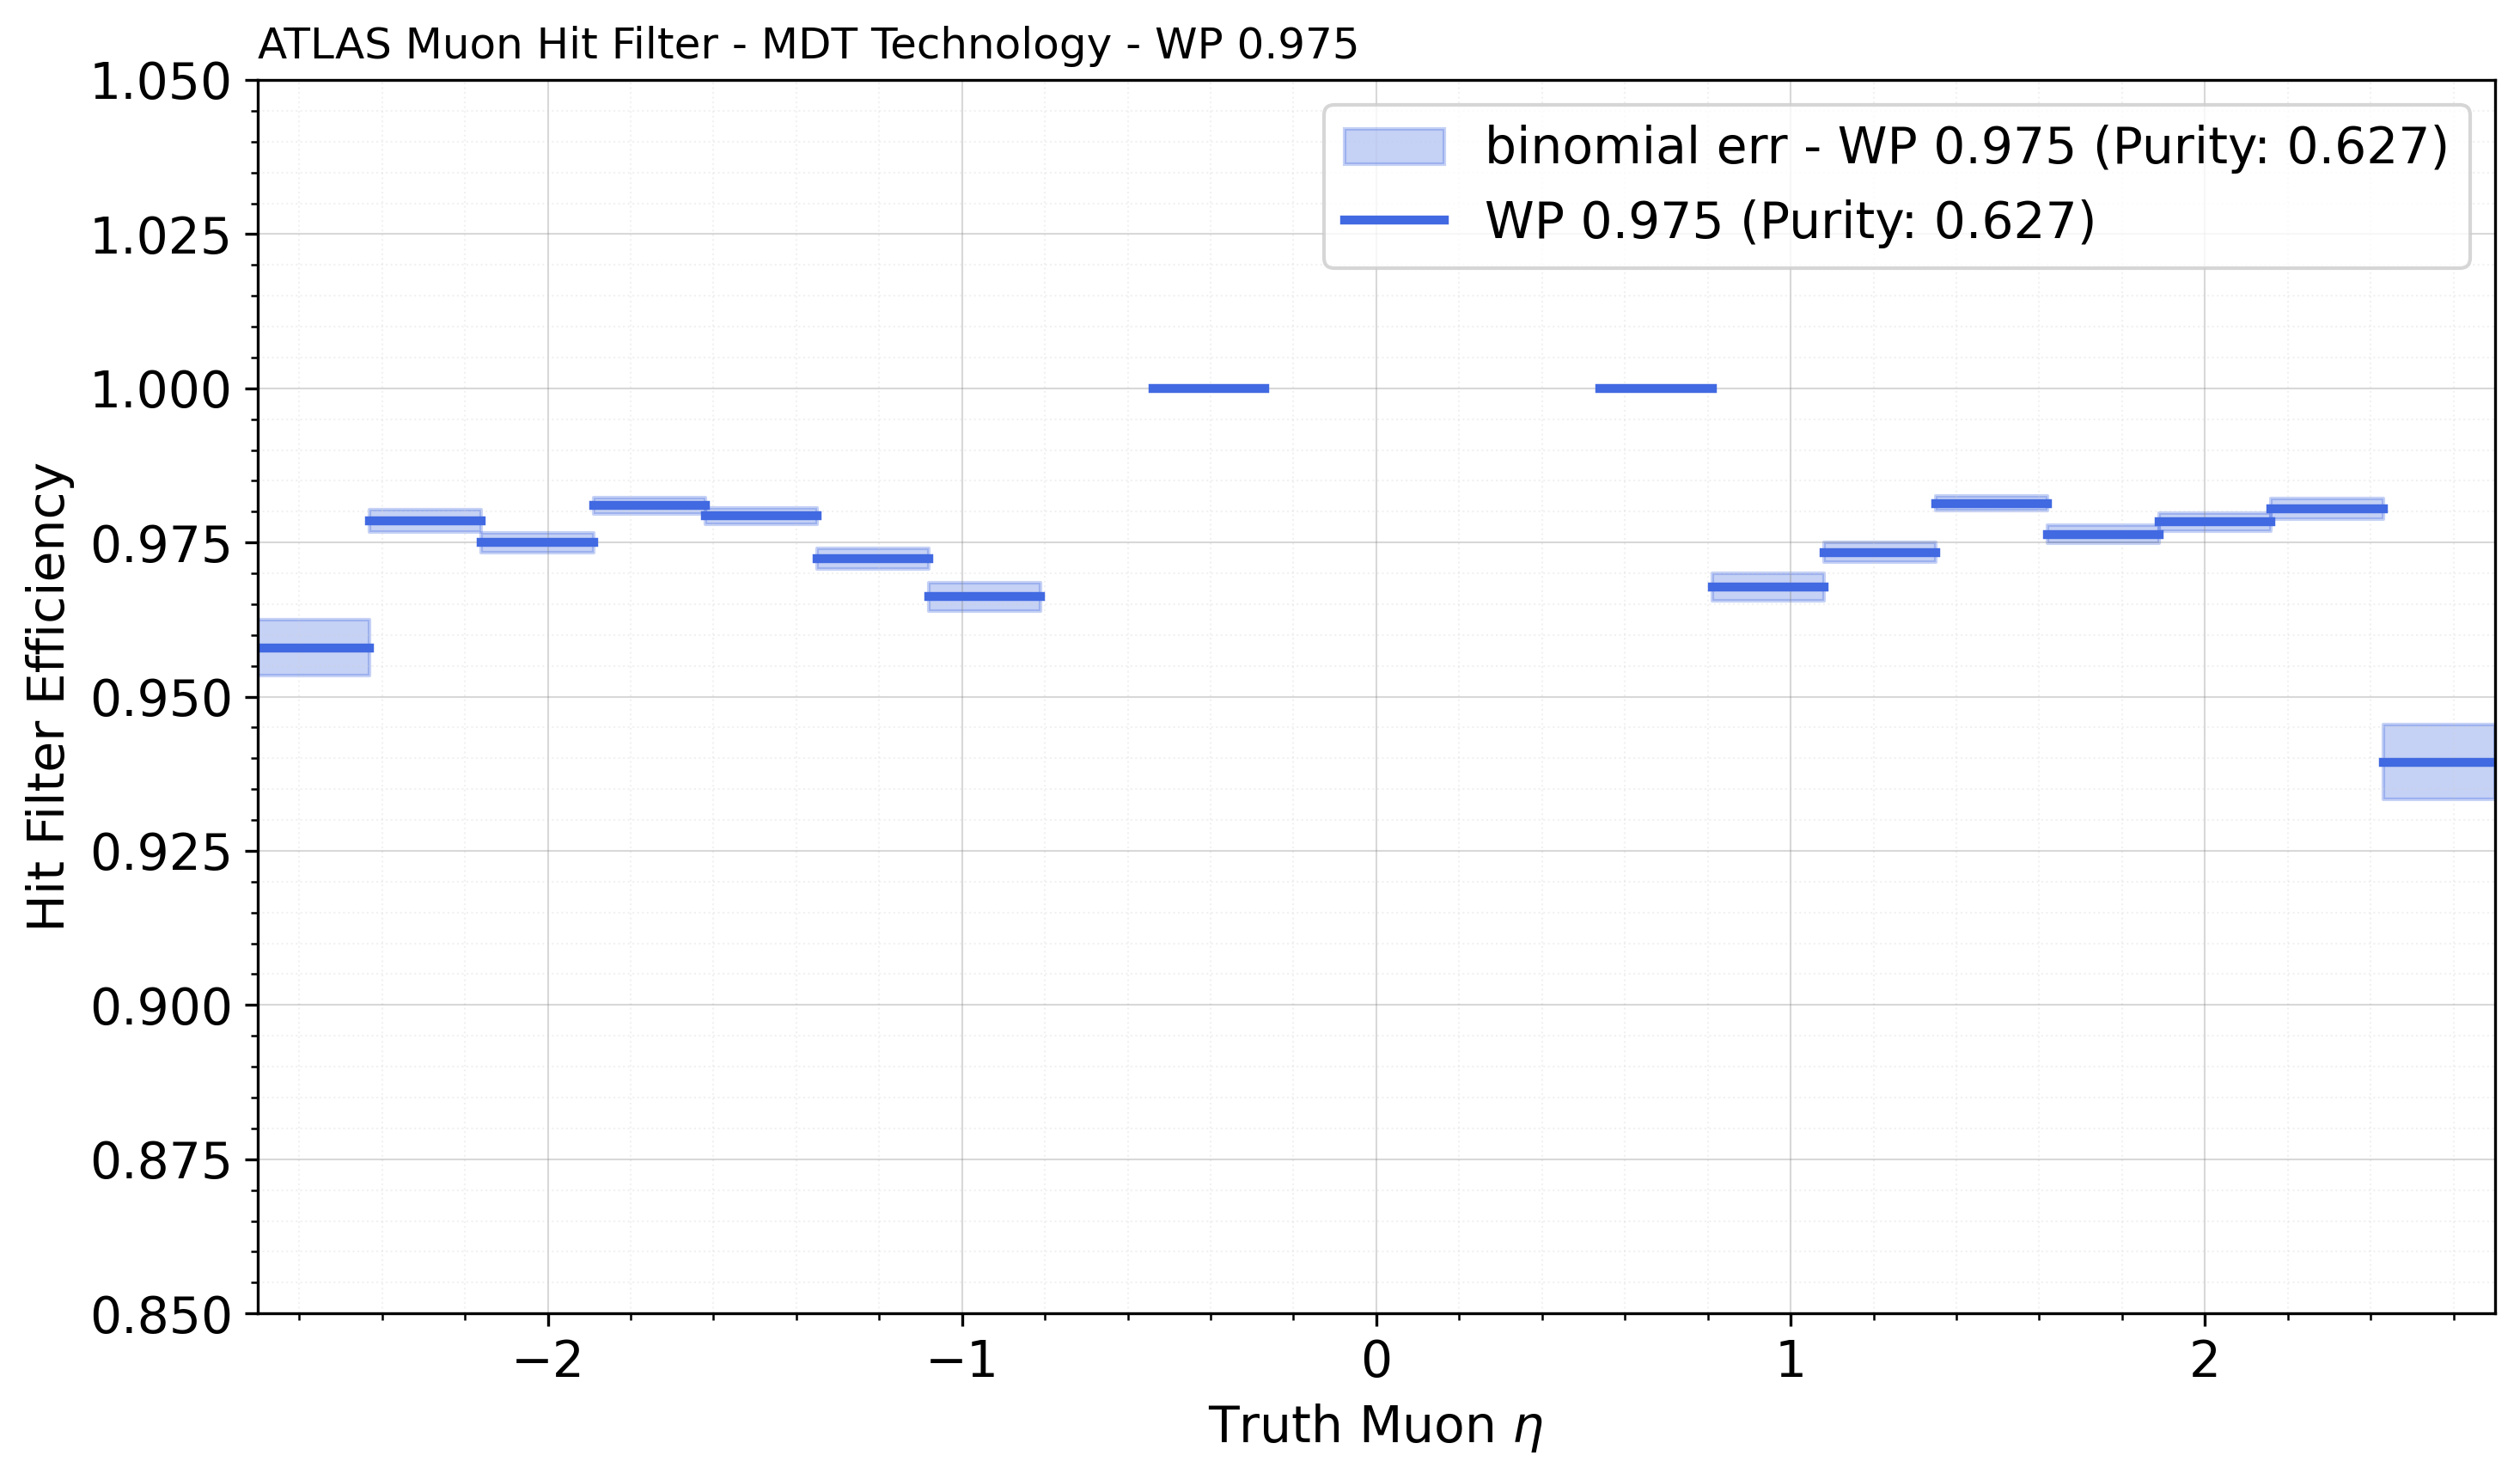 ATLAS Muon Hit Filter - MDT Technology - WP 0.975
1.050
1.025
1.000
0.975
0.950
0.925
0.900
0.875
0.850
Hit Filter Efficiency
binomial err - WP 0.975 (Purity: 0.627)
WP 0.975 (Purity: 0.627)
−2
−1
0
1
2
Truth Muon η